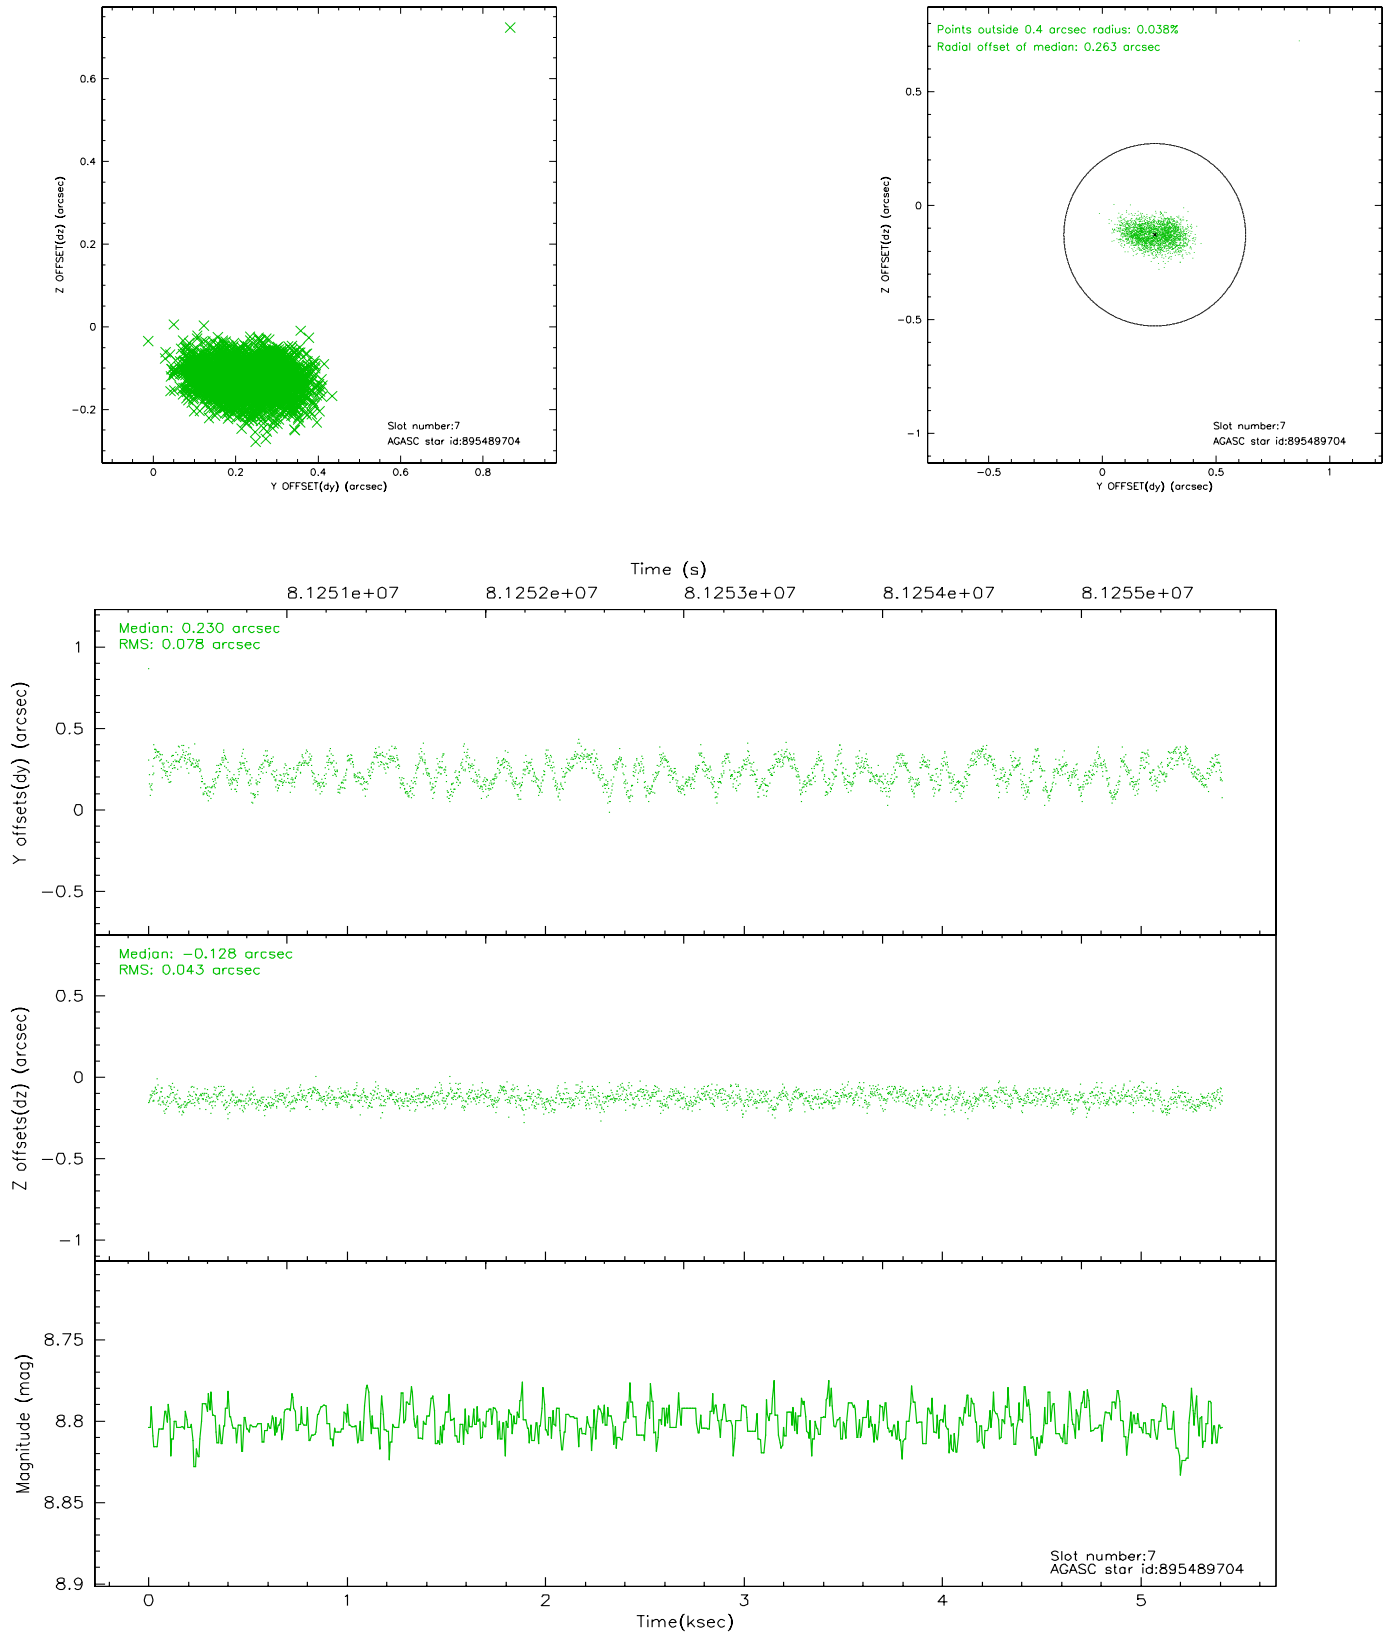 0.6
0.4
0.2
0
−0.2
Z OFFSET(dz) (arcsec)
Slot number:7
AGASC star id:895489704
0 0.2 0.4 0.6 0.8
Y OFFSET(dy) (arcsec)
Points outside 0.4 arcsec radius: 0.038%
Radial offset of median: 0.263 arcsec
0.5
0
−0.5
−1
Z OFFSET(dz) (arcsec)
Slot number:7
AGASC star id:895489704
−0.5 0 0.5 1
Y OFFSET(dy) (arcsec)
Time (s)
8.1251e+07 8.1252e+07 8.1253e+07 8.1254e+07 8.1255e+07
Median: 0.230 arcsec
RMS: 0.078 arcsec
1
0.5
0
−0.5
Y offsets(dy) (arcsec)
Median: −0.128 arcsec
RMS: 0.043 arcsec
0.5
0
−0.5
−1
Z offsets(dz) (arcsec)
8.75
8.8
8.85
8.9
Magnitude (mag)
Slot number:7
AGASC star id:895489704
0 1 2 3 4 5
Time(ksec)